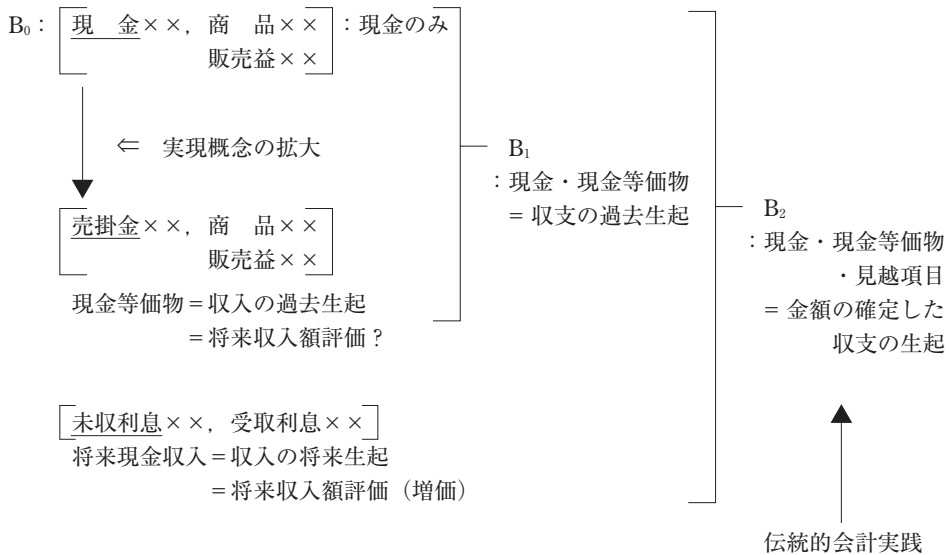 B₀：現　金××，商　品××：現金のみ
販売益××
⇐　実現概念の拡大
売掛金××，商　品××
販売益××
現金等価物＝収入の過去生起
＝将来収入額評価？
未収利息××，受取利息××
将来現金収入＝収入の将来生起
＝将来収入額評価（増価）
B₁
：現金・現金等価物
＝収支の過去生起
B₂
：現金・現金等価物
・見越項目
＝金額の確定した
収支の生起
伝統的会計実践